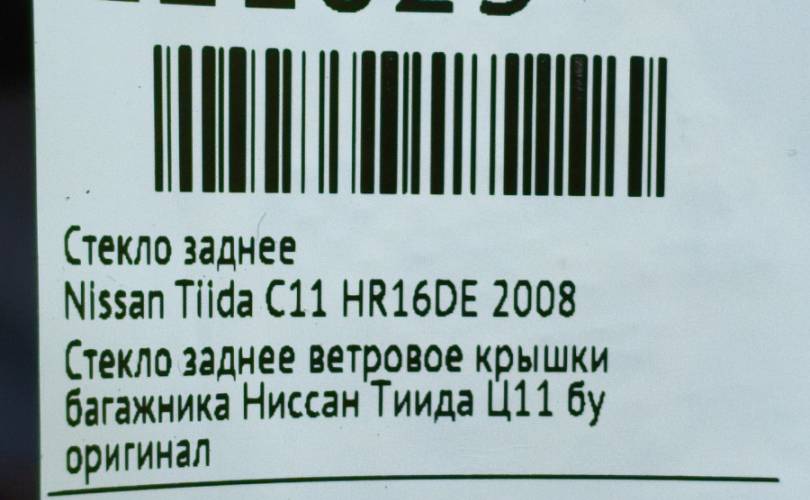 Стекло заднее
Nissan Tiida C11 HR16DE 2008
Стекло заднее ветровое крышки
багажника Ниссан Тиида Ц11 бу
оригинал